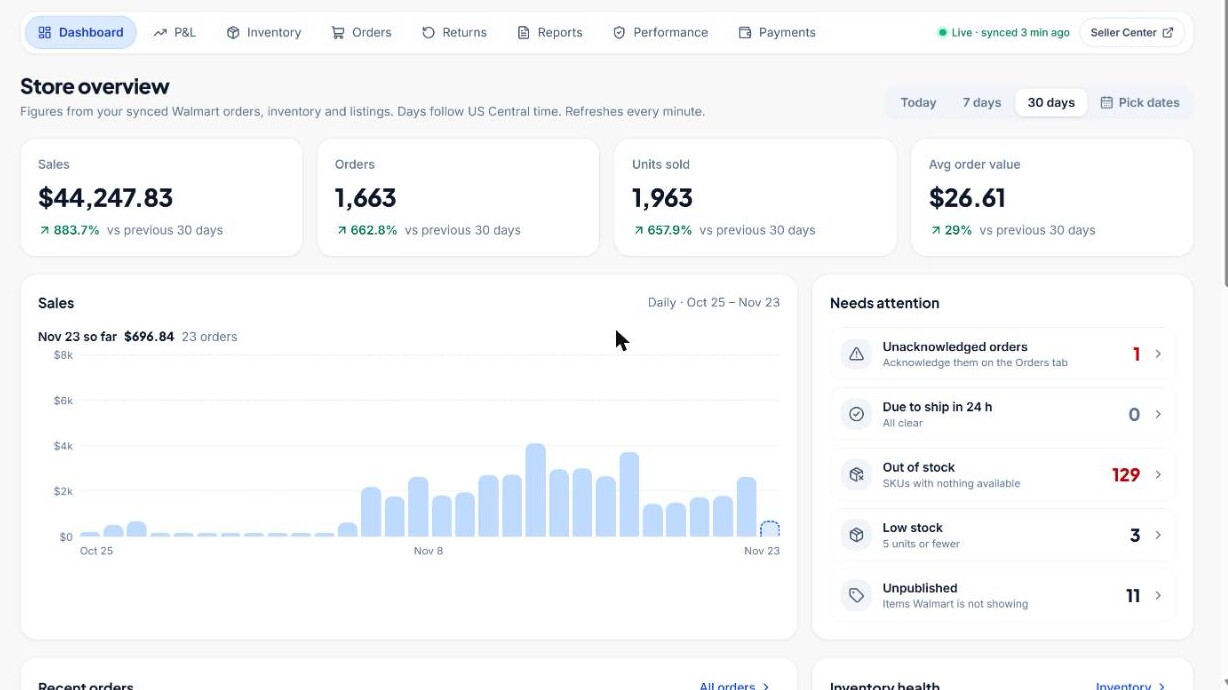 Dashboard P&L Inventory Orders Returns Reports Performance Payments Live · synced 3 min ago Seller Center
Store overview
Figures from your synced Walmart orders, inventory and listings. Days follow US Central time. Refreshes every minute.
Today 7 days 30 days Pick dates
Sales
$44,247.83
883.7% vs previous 30 days
Orders
1,663
662.8% vs previous 30 days
Units sold
1,963
657.9% vs previous 30 days
Avg order value
$26.61
29% vs previous 30 days
Sales
Daily · Oct 25 – Nov 23
Nov 23 so far $696.84 23 orders
$8k
$6k
$4k
$2k
$0
Oct 25 Nov 8 Nov 23
Needs attention
Unacknowledged orders
Acknowledge them on the Orders tab
1
Due to ship in 24 h
All clear
0
Out of stock
SKUs with nothing available
129
Low stock
5 units or fewer
3
Unpublished
Items Walmart is not showing
11
Recent orders All orders
Inventory health Inventory